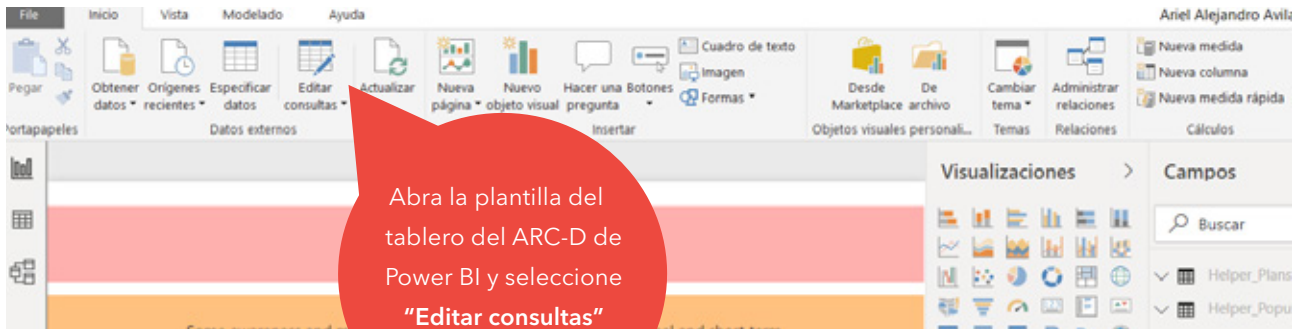 File Inicio Vista Modelado Ayuda Ariel Alejandro Avila
Pegar
Obtener datos
Orígenes recientes
Especificar datos
Editar consultas
Actualizar
Nueva página
Nuevo objeto visual
Hacer una pregunta
Botones
Cuadro de texto
Imagen
Formas
Desde Marketplace
De archivo
Cambiar tema
Administrar relaciones
Nueva medida
Nueva columna
Nueva medida rápida
Portapapeles Datos externos Insertar Objetos visuales personali... Temas Relaciones Cálculos
Abra la plantilla del
tablero del ARC-D de
Power BI y seleccione
"Editar consultas"
Visualizaciones
Campos
Buscar
Helper_Plans
Helper_Popu